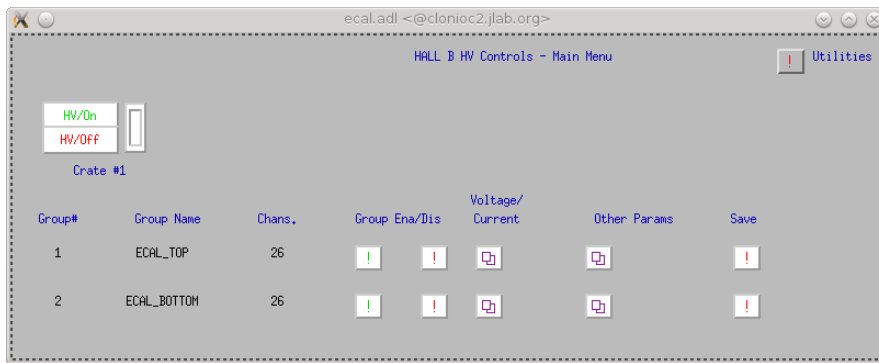 ecal.adl <@clonioc2.jlab.org>
HALL B HV Controls - Main Menu
! Utilities
HV/On
HV/Off
Crate #1
Group# Group Name Chans. Group Ena/Dis Voltage/ Current Other Params Save
1 ECAL_TOP 26 ! ! !
2 ECAL_BOTTOM 26 ! ! !